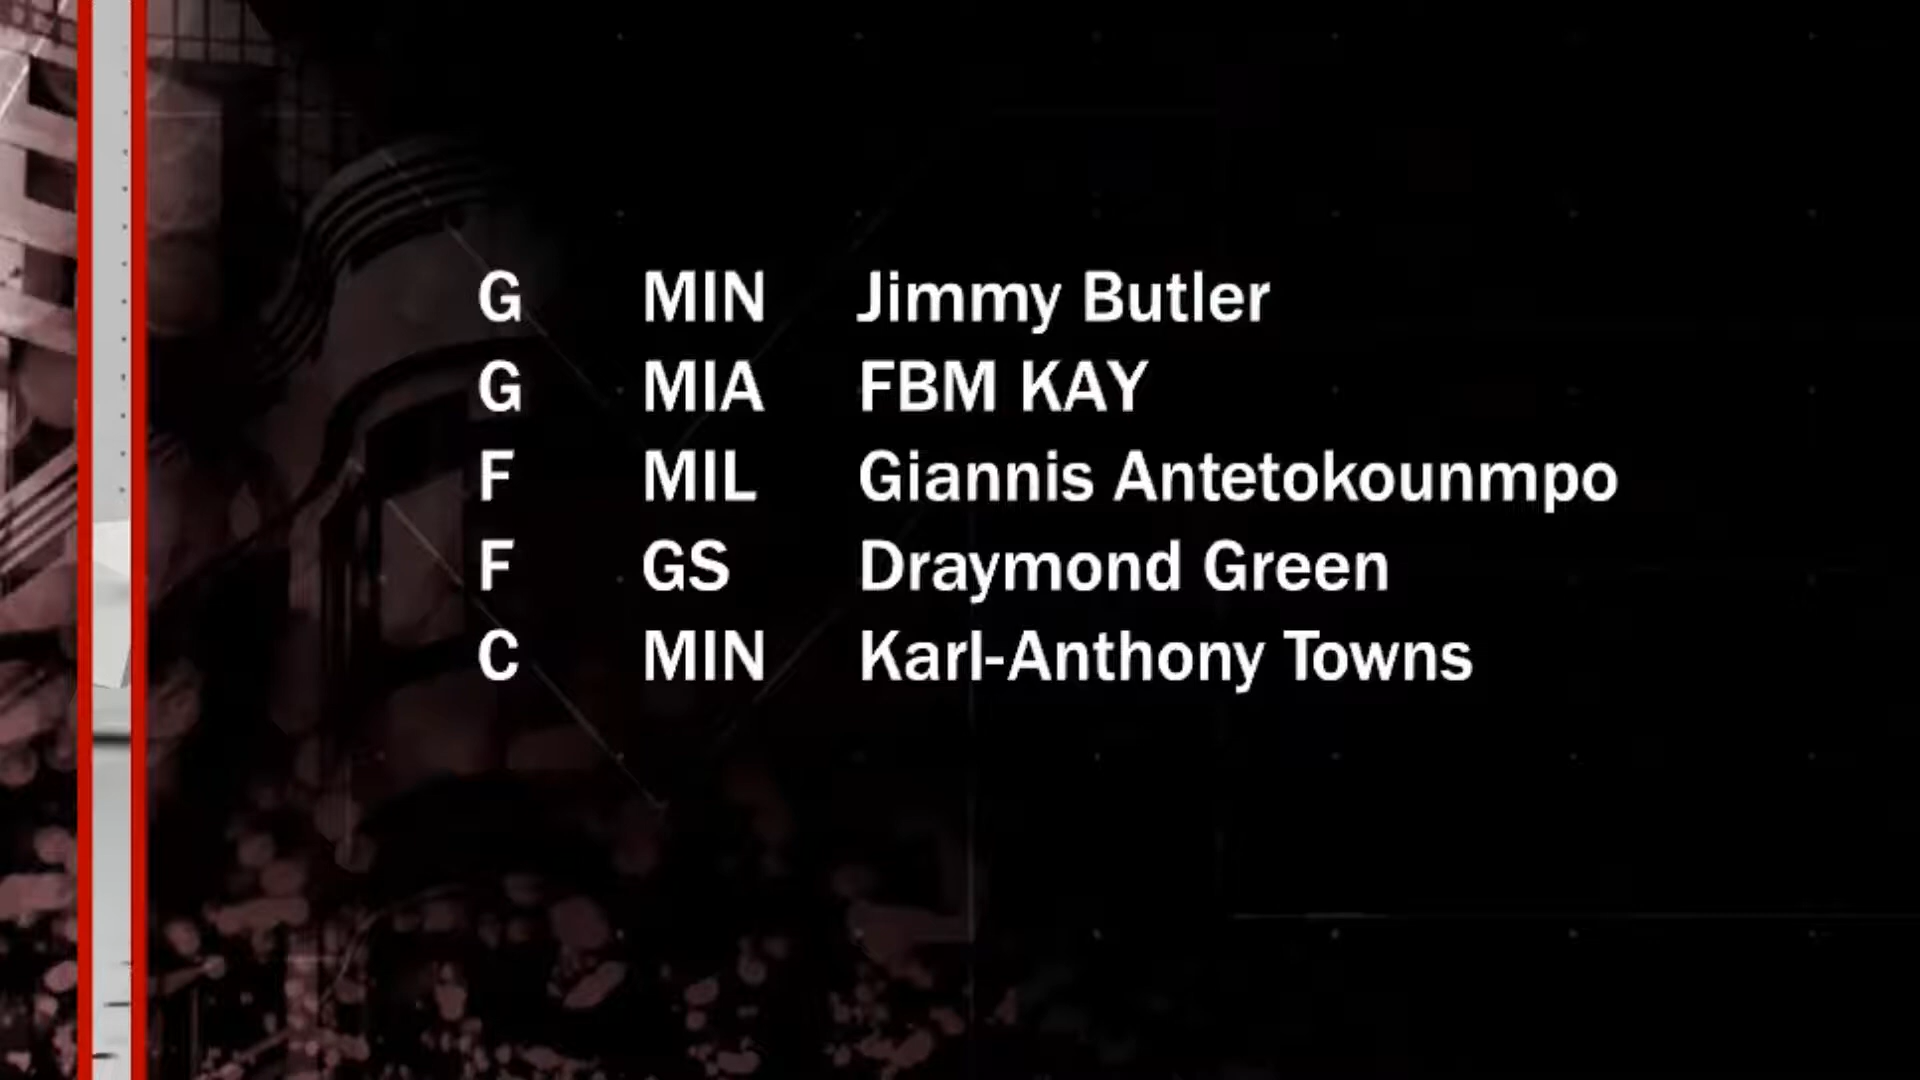 G MIN Jimmy Butler
G MIA FBM KAY
F MIL Giannis Antetokounmpo
F GS Draymond Green
C MIN Karl-Anthony Towns